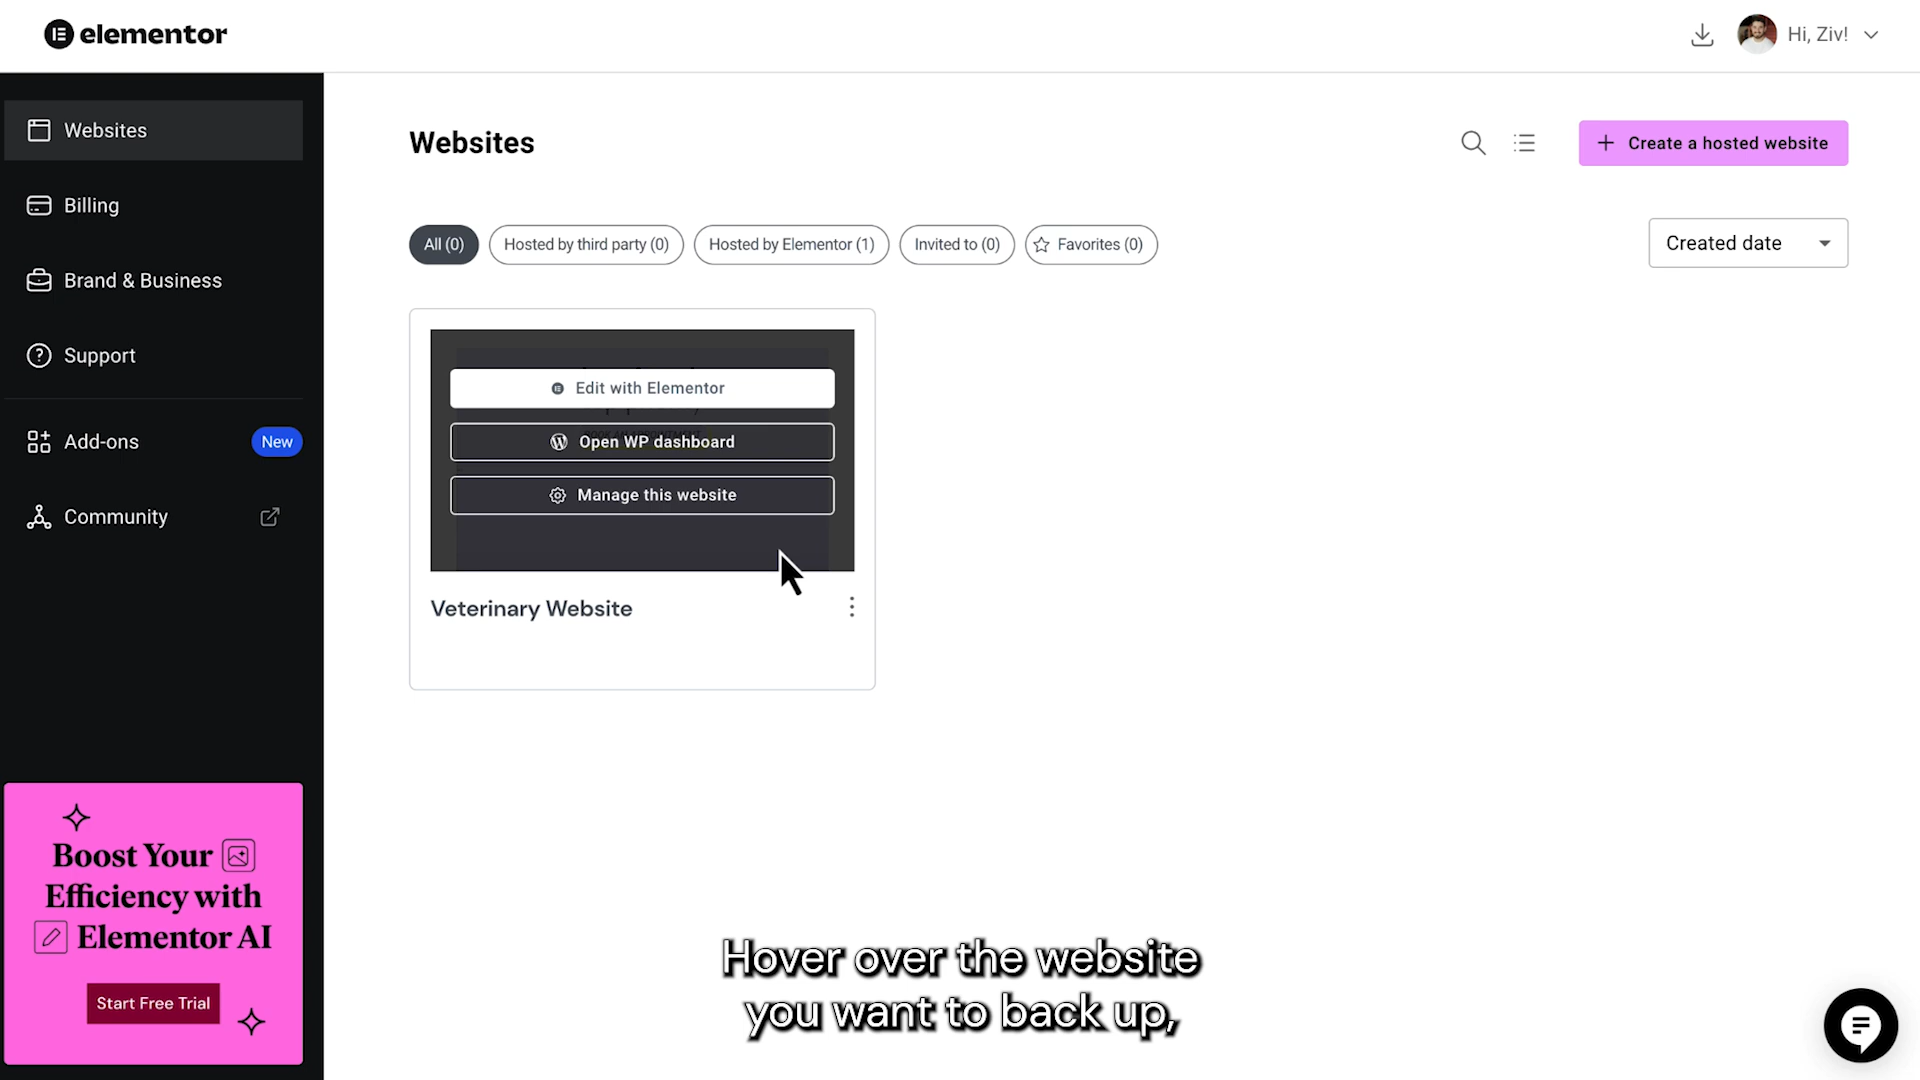 elementor
Hi, Ziv!
Websites
Billing
Brand & Business
Support
Add-ons
New
Community
Boost Your
Efficiency with
Elementor AI
Start Free Trial
Websites
Create a hosted website
All (0)
Hosted by third party (0)
Hosted by Elementor (1)
Invited to (0)
Favorites (0)
Created date
Edit with Elementor
Open WP dashboard
Manage this website
Veterinary Website
Hover over the website
you want to back up,